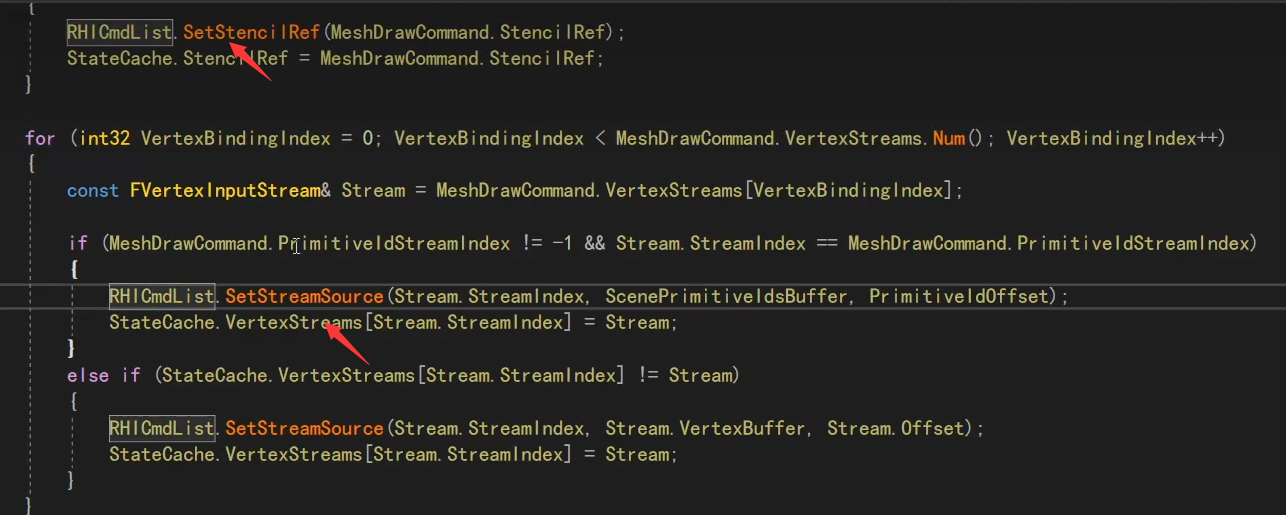 {
RHICmdList.SetStencilRef(MeshDrawCommand.StencilRef);
StateCache.StencilRef = MeshDrawCommand.StencilRef;
}
for (int32 VertexBindingIndex = 0; VertexBindingIndex < MeshDrawCommand.VertexStreams.Num(); VertexBindingIndex++)
{
const FVertexInputStream& Stream = MeshDrawCommand.VertexStreams[VertexBindingIndex];
if (MeshDrawCommand.PrimitiveIdStreamIndex != -1 && Stream.StreamIndex == MeshDrawCommand.PrimitiveIdStreamIndex)
{
RHICmdList.SetStreamSource(Stream.StreamIndex, ScenePrimitiveIdsBuffer, PrimitiveIdOffset);
StateCache.VertexStreams[Stream.StreamIndex] = Stream;
}
else if (StateCache.VertexStreams[Stream.StreamIndex] != Stream)
{
RHICmdList.SetStreamSource(Stream.StreamIndex, Stream.VertexBuffer, Stream.Offset);
StateCache.VertexStreams[Stream.StreamIndex] = Stream;
}
}